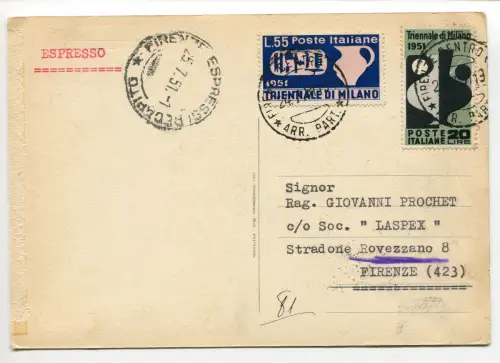 ESPRESSO
FIRENZE ESPRESSI RECAPITO
25.7.51.-1
L.55 Poste Italiane
1951
TRIENNALE DI MILANO
ARR. PART.
Triennale di Milano
1951
POSTE 20
ITALIANE LIRE
Signor
Rag. GIOVANNI PROCHET
c/o Soc. " LASPEX "
Stradone Rovezzano 8
FIRENZE (423)
81